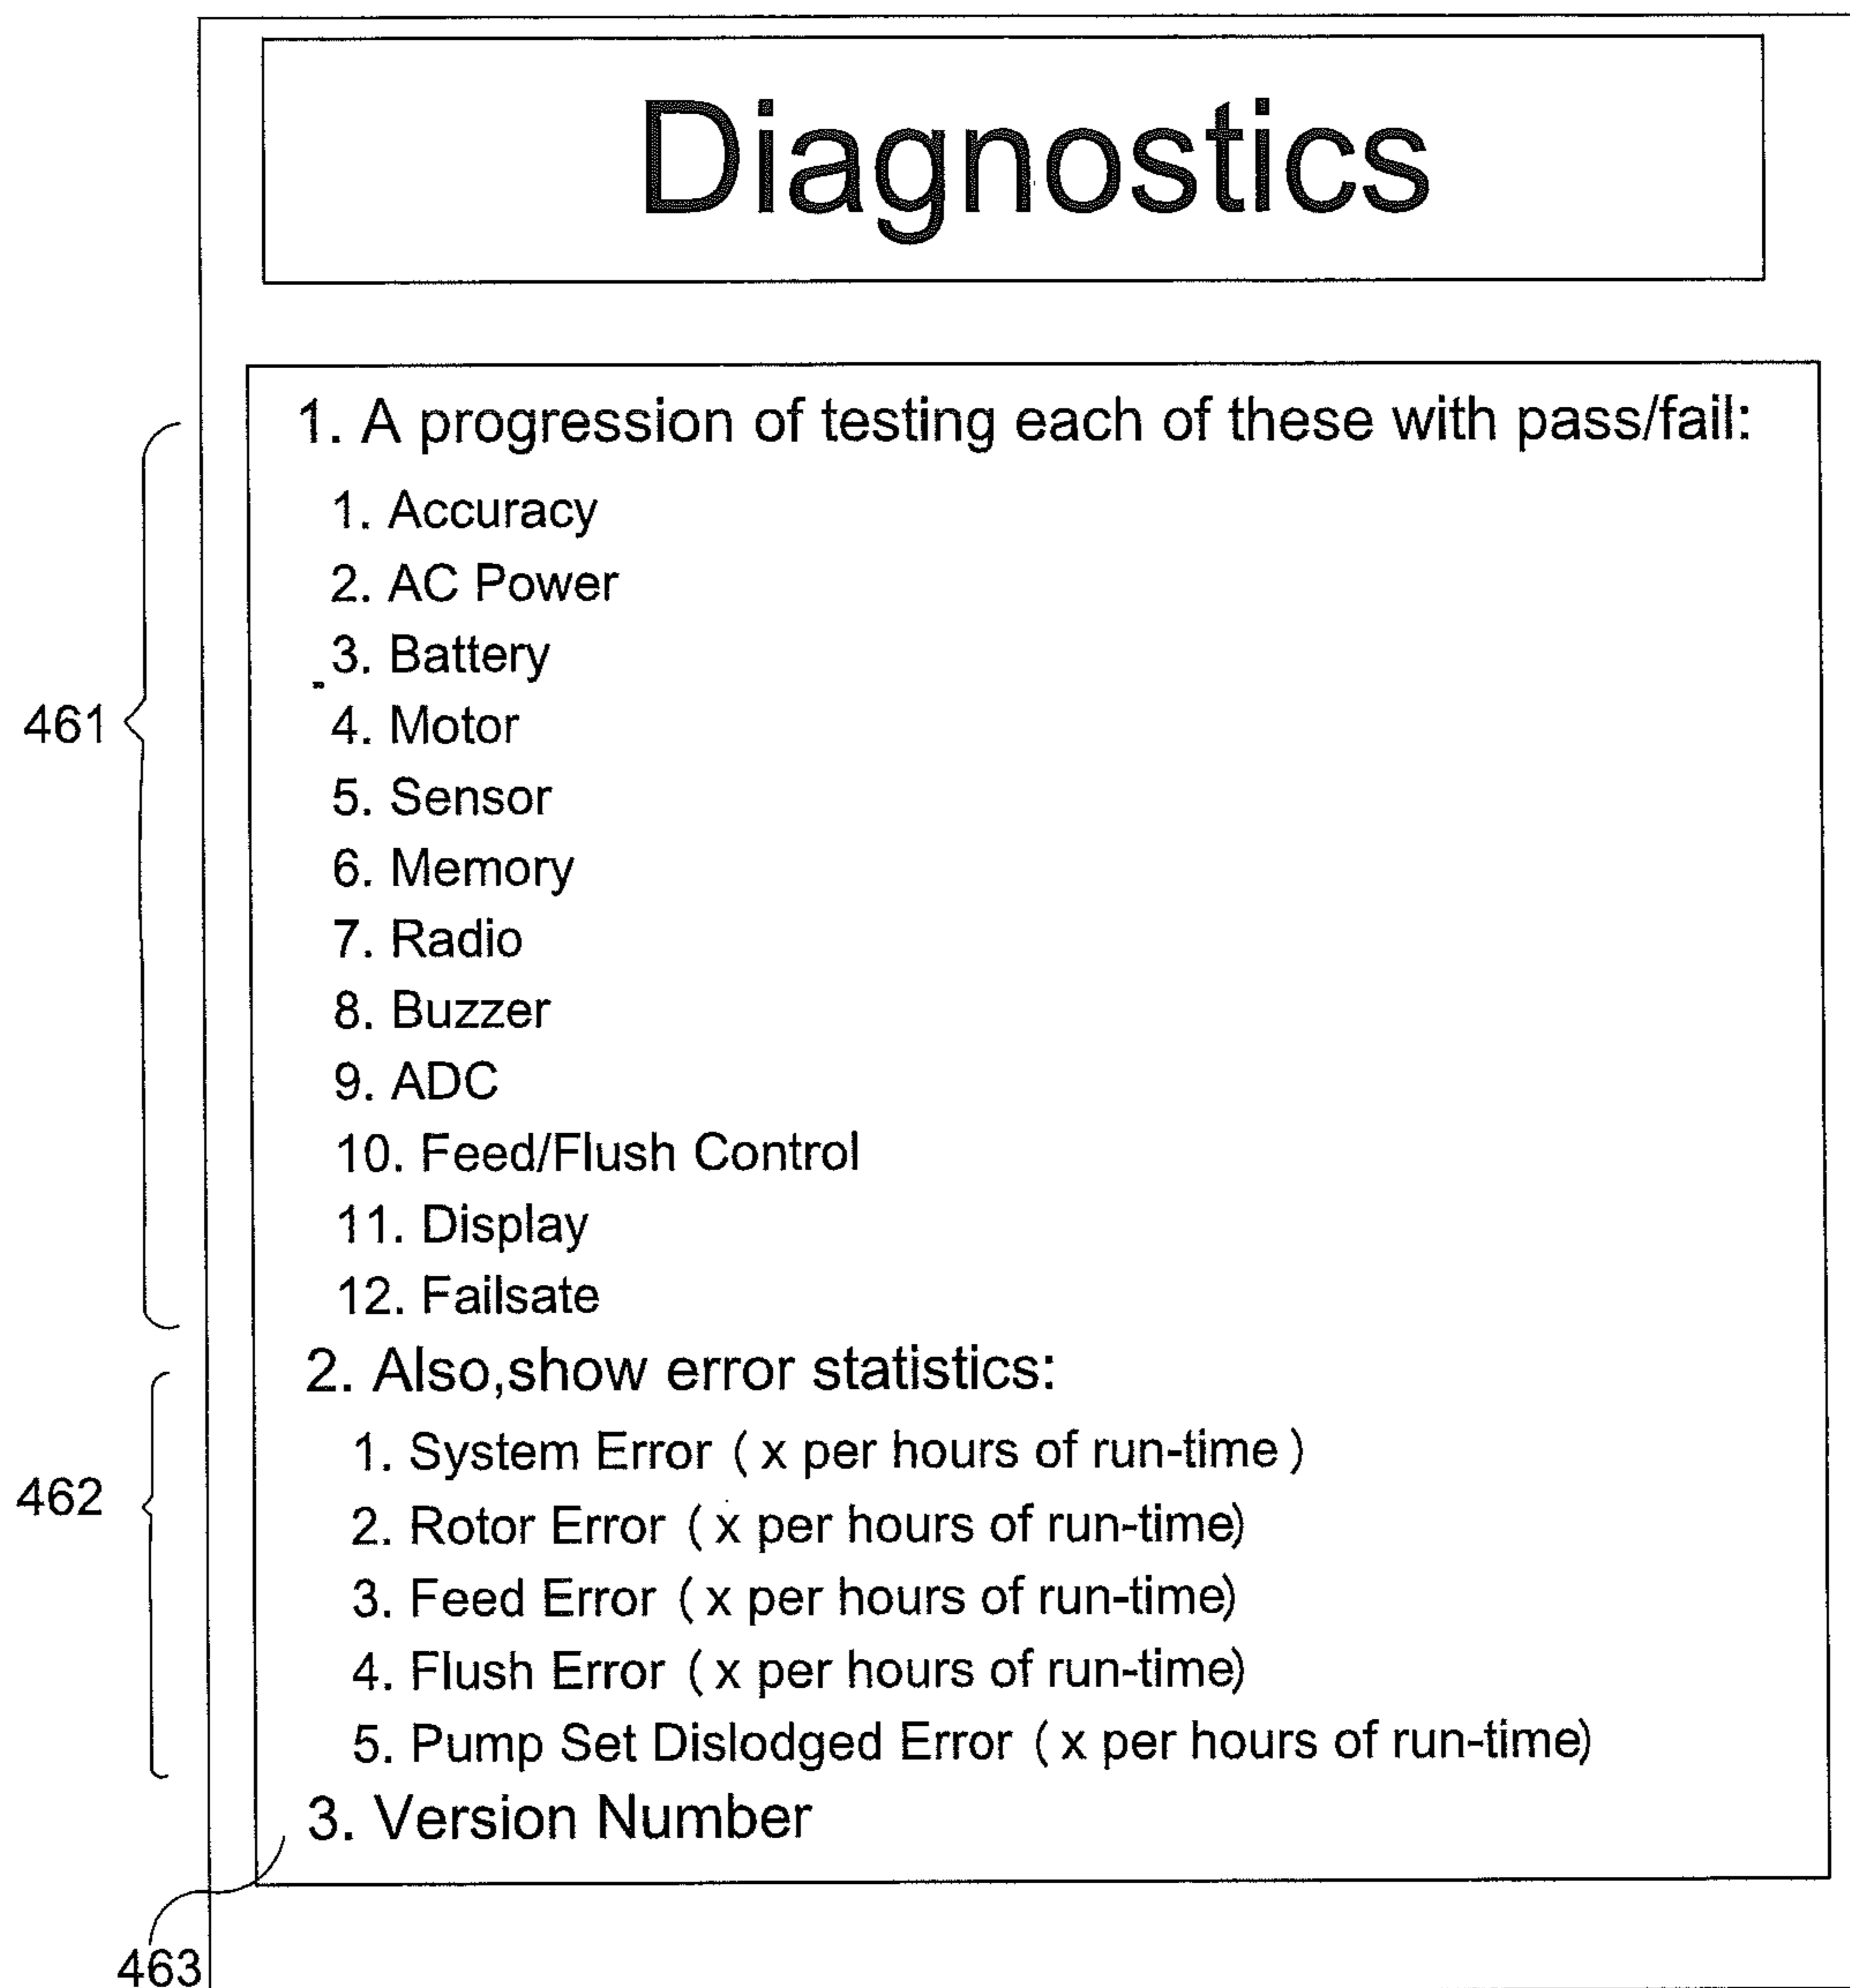 Diagnostics
1. A progression of testing each of these with pass/fail:
1. Accuracy
2. AC Power
3. Battery
461
4. Motor
5. Sensor
6. Memory
7. Radio
8. Buzzer
9. ADC
10. Feed/Flush Control
11. Display
12. Failsate
2. Also,show error statistics:
1. System Error ( x per hours of run-time )
462
2. Rotor Error ( x per hours of run-time)
3. Feed Error ( x per hours of run-time)
4. Flush Error ( x per hours of run-time)
5. Pump Set Dislodged Error ( x per hours of run-time)
3. Version Number
463